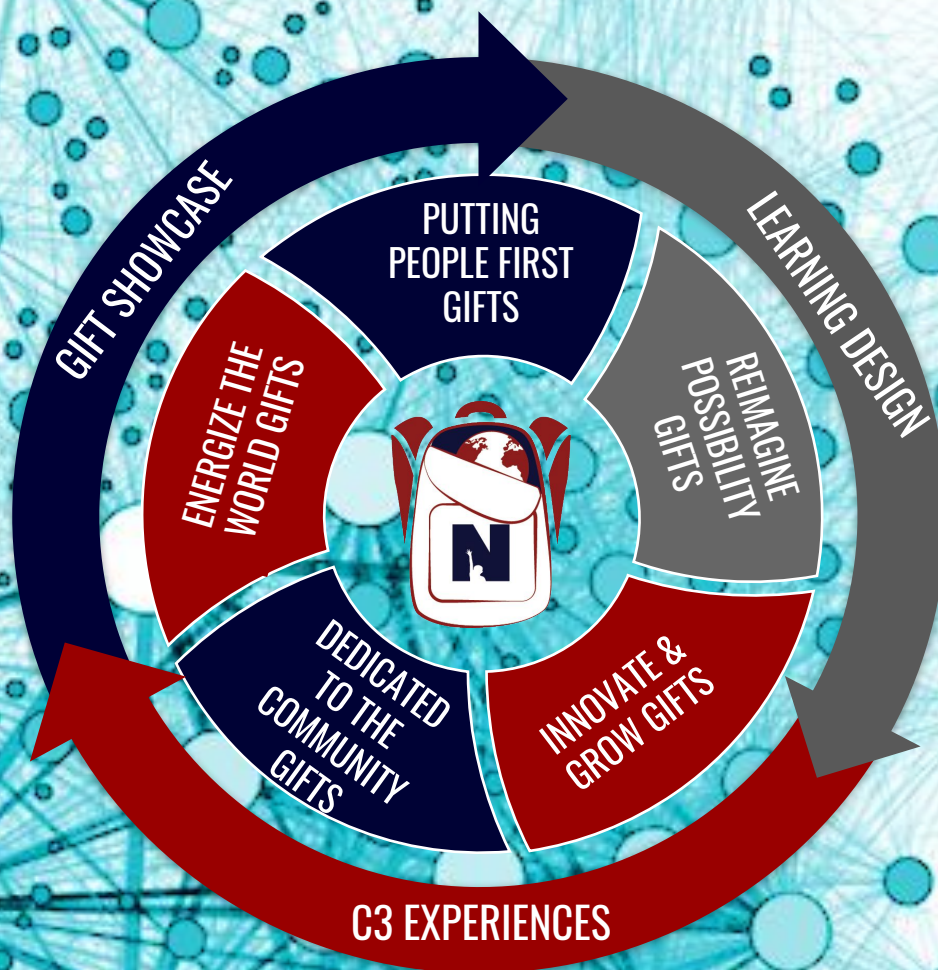 GIFT SHOWCASE
LEARNING DESIGN
C3 EXPERIENCES
PUTTING
PEOPLE FIRST
GIFTS
REIMAGINE
POSSIBILITY
GIFTS
INNOVATE &
GROW GIFTS
DEDICATED
TO THE
COMMUNITY
GIFTS
ENERGIZE THE
WORLD GIFTS
N